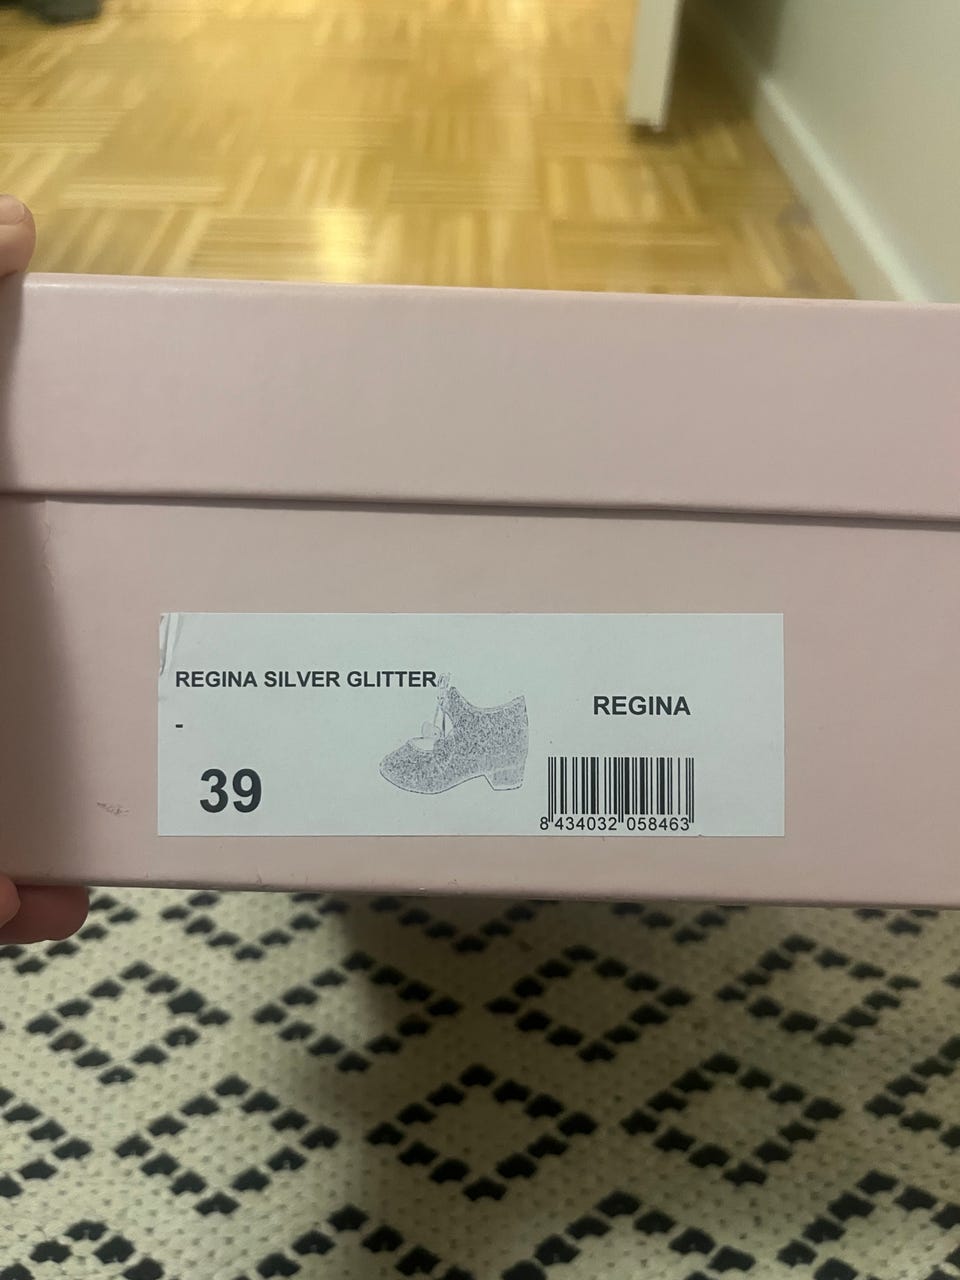 REGINA SILVER GLITTER
-
39
REGINA
8 434032 058463